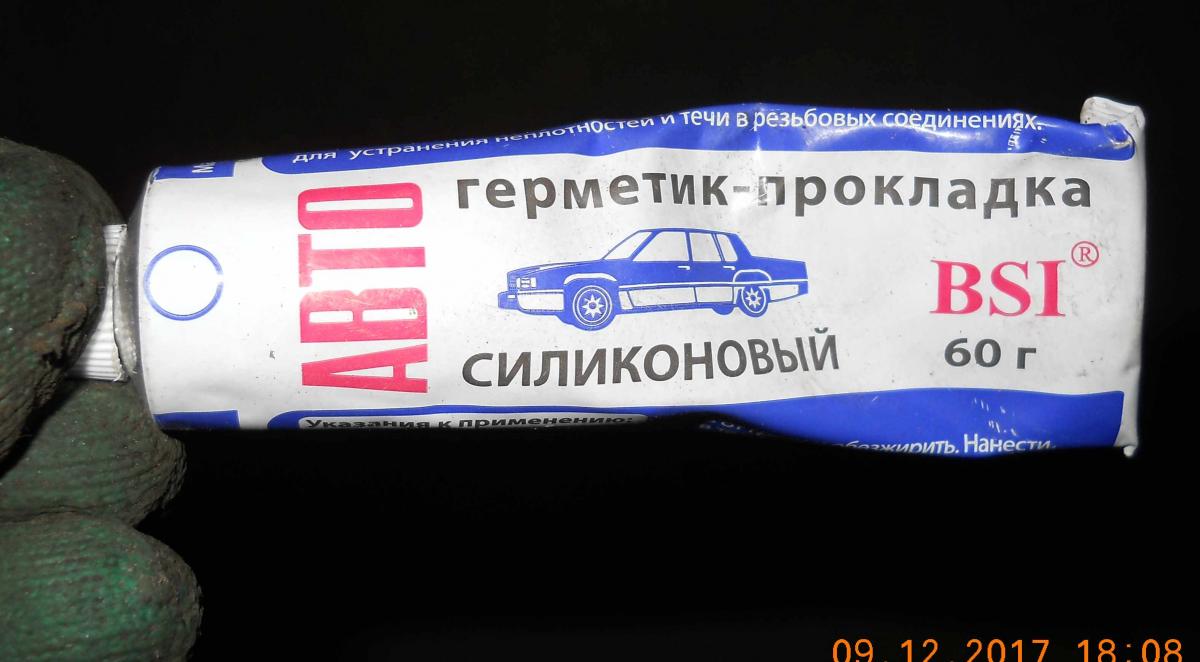 для устранения неплотностей и течи в резьбовых соединениях.
АВТО
герметик-прокладка
BSI®
СИЛИКОНОВЫЙ
60 г
Указания к применению:
обезжирить. Нанести
09.12.2017 18:08